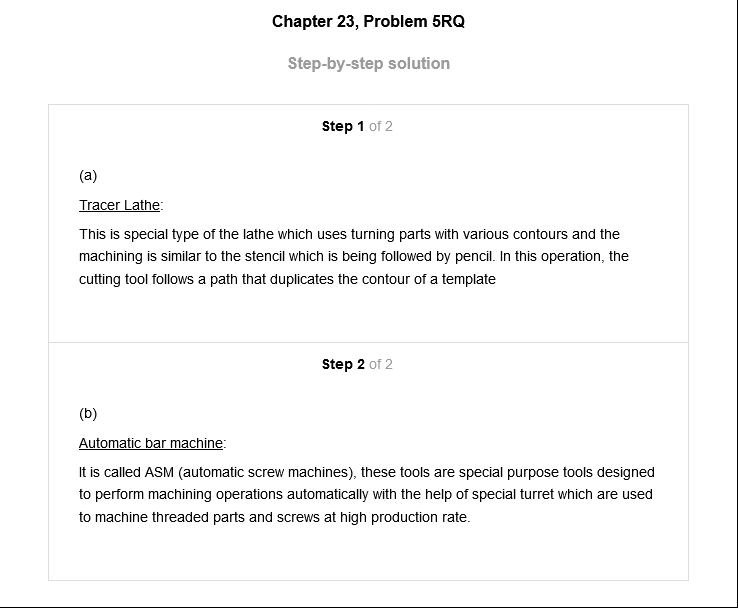 Chapter 23, Problem 5RQ
Step-by-step solution
Step 1 of 2
(a)
Tracer Lathe:
This is special type of the lathe which uses turning parts with various contours and the
machining is similar to the stencil which is being followed by pencil. In this operation, the
cutting tool follows a path that duplicates the contour of a template
Step 2 of 2
(b)
Automatic bar machine:
It is called ASM (automatic screw machines), these tools are special purpose tools designed
to perform machining operations automatically with the help of special turret which are used
to machine threaded parts and screws at high production rate.